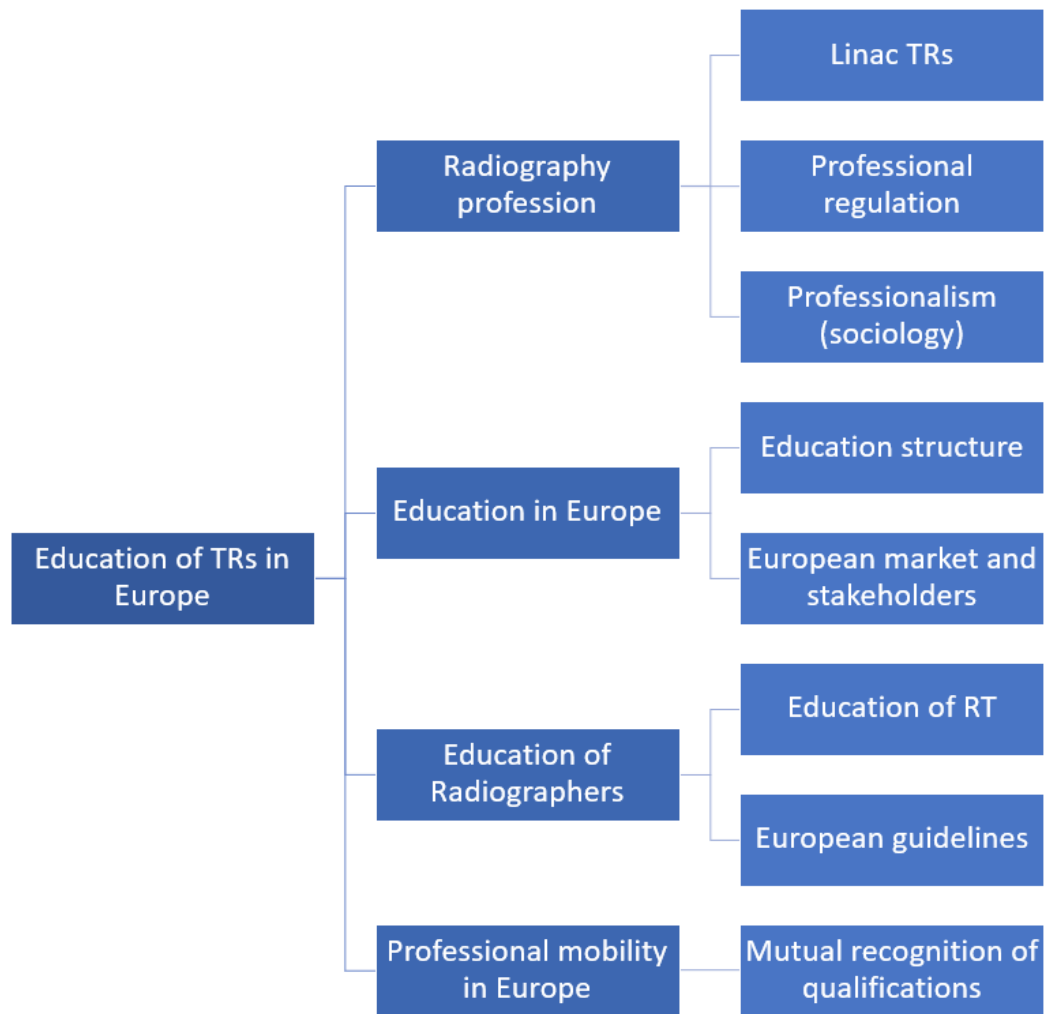 Education of TRs in
Europe
Radiography
profession
Linac TRs
Professional
regulation
Professionalism
(sociology)
Education in Europe
Education structure
European market and
stakeholders
Education of
Radiographers
Education of RT
European guidelines
Professional mobility
in Europe
Mutual recognition of
qualifications